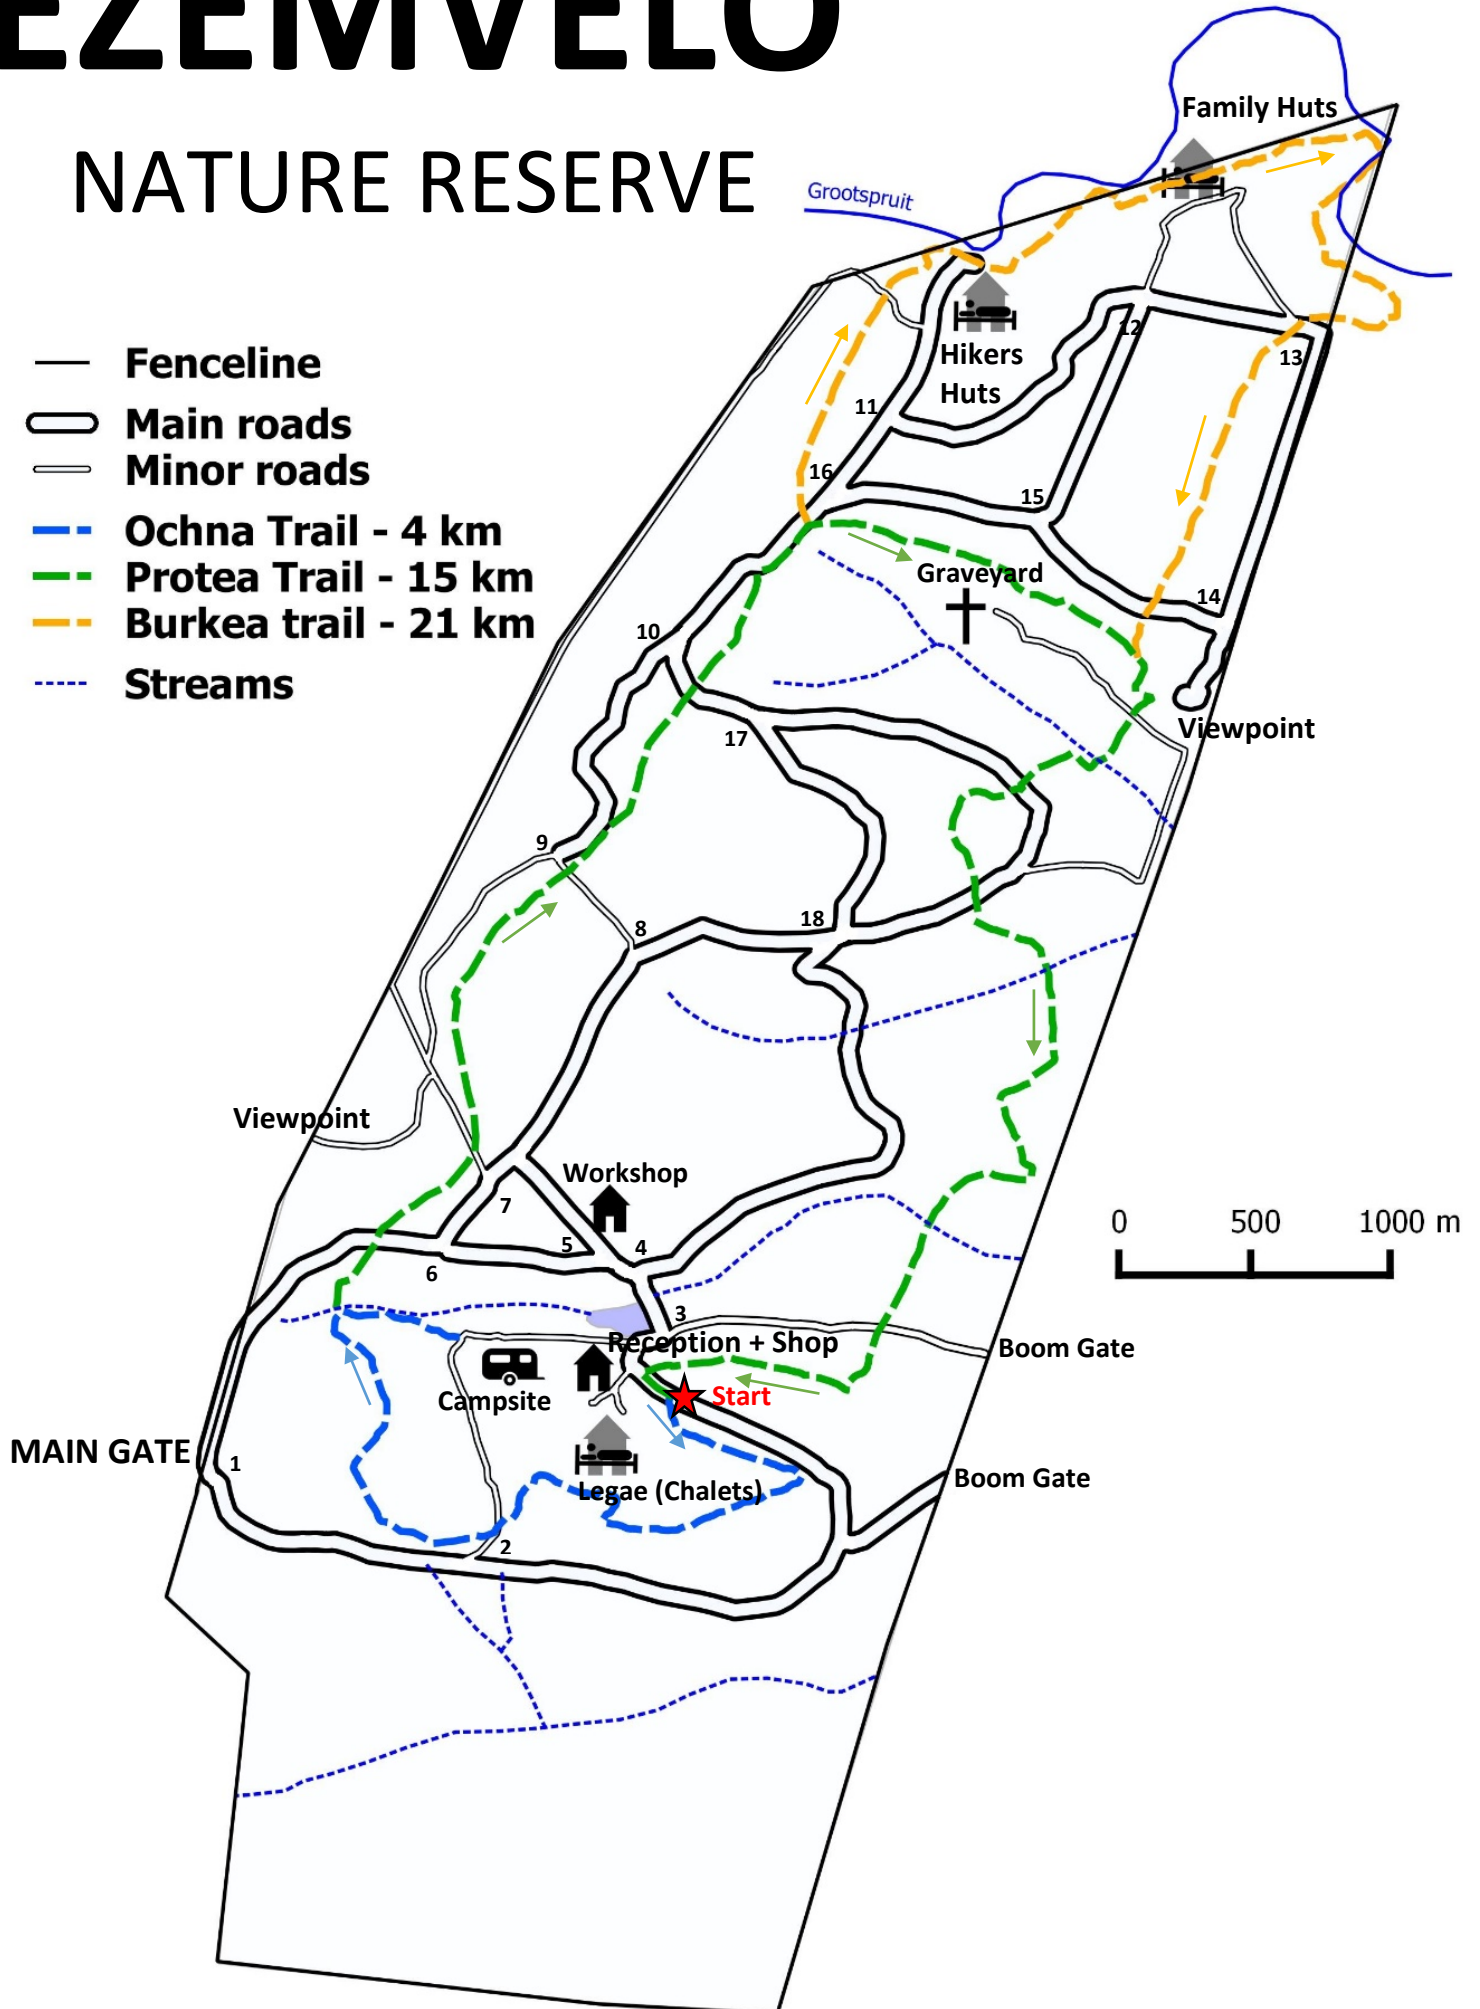 EZEMVELO
NATURE RESERVE
Family Huts
Grootspruit
Fenceline
Main roads
Minor roads
Ochna Trail - 4 km
Protea Trail - 15 km
Burkea trail - 21 km
Streams
Hikers
Huts
12
13
11
16
15
Graveyard
14
10
Viewpoint
17
9
8
18
Viewpoint
Workshop
7
5
4
6
0 500 1000 m
3
Reception + Shop
Boom Gate
Campsite
Start
MAIN GATE
1
Legae (Chalets)
Boom Gate
2